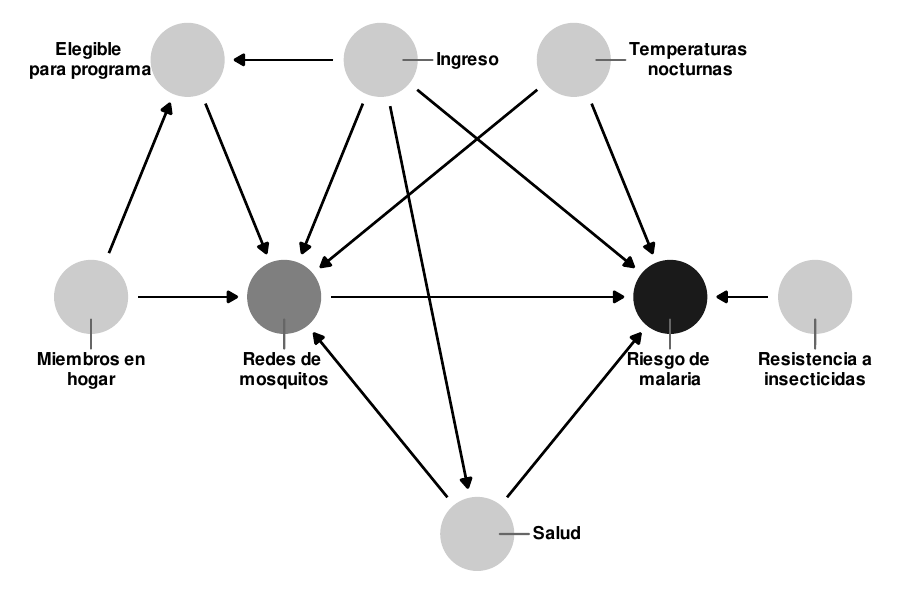 Elegible
para programa
Ingreso
Temperaturas
nocturnas
Miembros en
hogar
Redes de
mosquitos
Riesgo de
malaria
Resistencia a
insecticidas
Salud